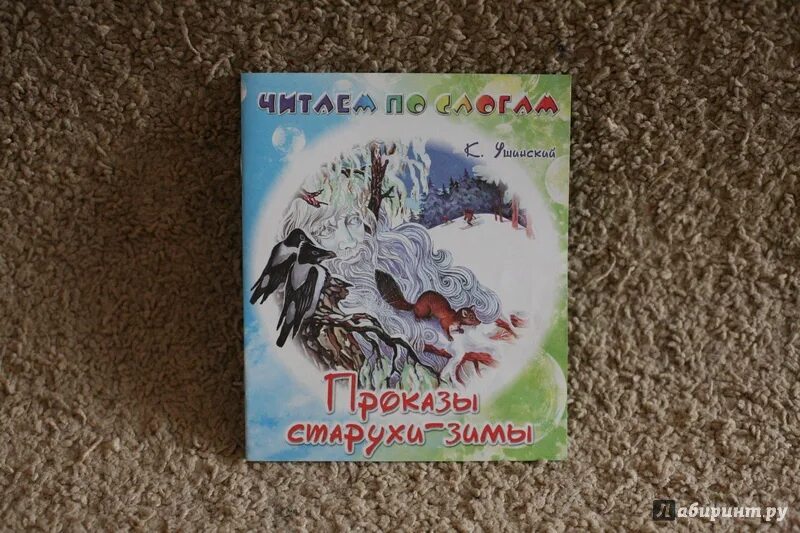 ЧИТАЕМ ПО СЛОГАМ
К. Ушинский
Проказы
старухи-зимы
Лабиринт.ру